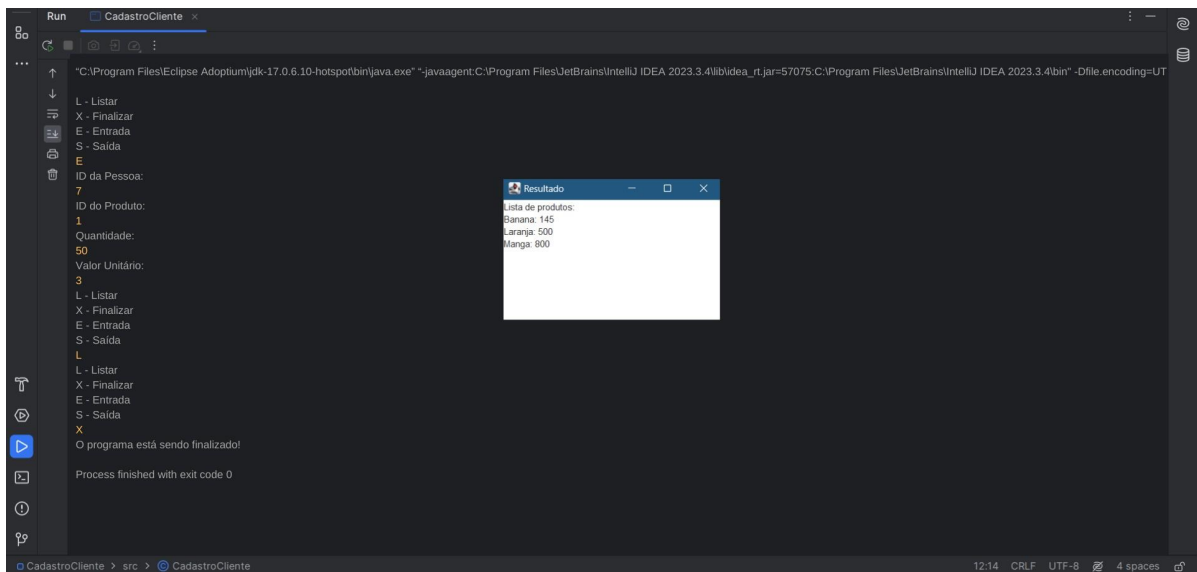 Run CadastroCliente
"C:\Program Files\Eclipse Adoptium\jdk-17.0.6.10-hotspot\bin\java.exe" "-javaagent:C:\Program Files\JetBrains\IntelliJ IDEA 2023.3.4\lib\idea_rt.jar=57075:C:\Program Files\JetBrains\IntelliJ IDEA 2023.3.4\bin" -Dfile.encoding=UT
L - Listar
X - Finalizar
E - Entrada
S - Saída
E
ID da Pessoa:
7
ID do Produto:
1
Quantidade:
50
Valor Unitário:
3
L - Listar
X - Finalizar
E - Entrada
S - Saída
L
L - Listar
X - Finalizar
E - Entrada
S - Saída
X
O programa está sendo finalizado!
Process finished with exit code 0
Resultado
Lista de produtos:
Banana: 145
Laranja: 500
Manga: 800
CadastroCliente > src > CadastroCliente
12:14 CRLF UTF-8 4 spaces